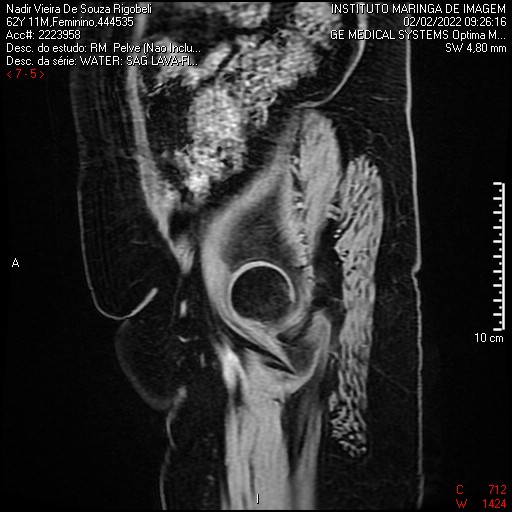 Nadir Vieira De Souza Rigobeli
62Y 11M,Feminino,444535
Acc#: 2223958
Desc. do estudo: RM Pelve (Nao Inclu...
Desc. da série: WATER: SAG LAVA-Fl...
<7-5>
INSTITUTO MARINGA DE IMAGEM
02/02/2022 09:26:16
GE MEDICAL SYSTEMS Optima M...
SW 4,80 mm
A
10 cm
I
C 712
W 1424